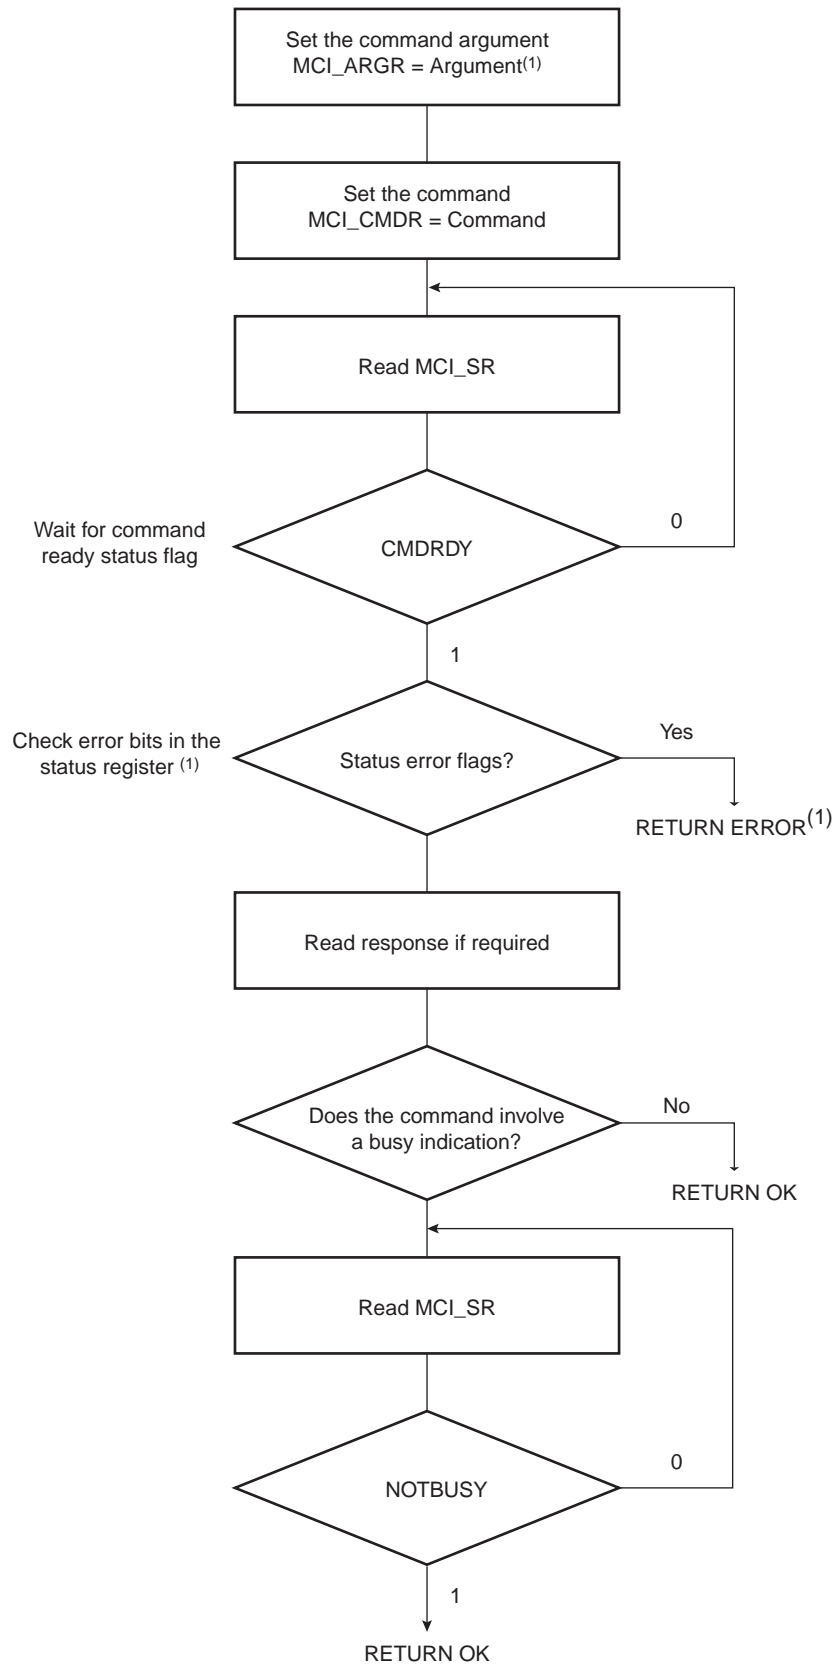 Set the command argument
MCI_ARGR = Argument(1)
Set the command
MCI_CMDR = Command
Read MCI_SR
Wait for command
ready status flag
CMDRDY
0
1
Check error bits in the
status register (1)
Status error flags?
Yes
RETURN ERROR(1)
Read response if required
Does the command involve
a busy indication?
No
RETURN OK
Read MCI_SR
NOTBUSY
0
1
RETURN OK